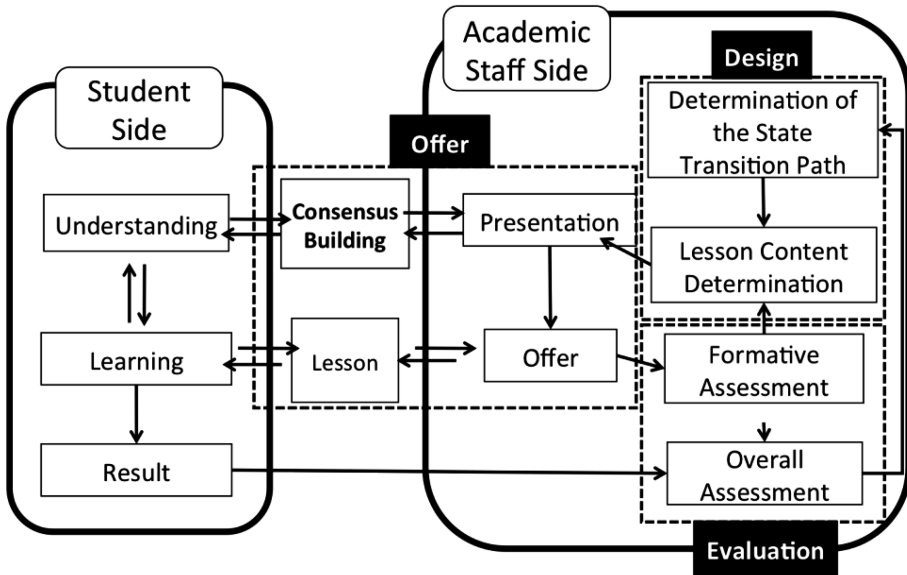 Academic
Staff Side
Design
Student
Side
Determination of
the State
Transition Path
Offer
Understanding
Consensus
Building
Presentation
Lesson Content
Determination
Learning
Lesson
Offer
Formative
Assessment
Result
Overall
Assessment
Evaluation